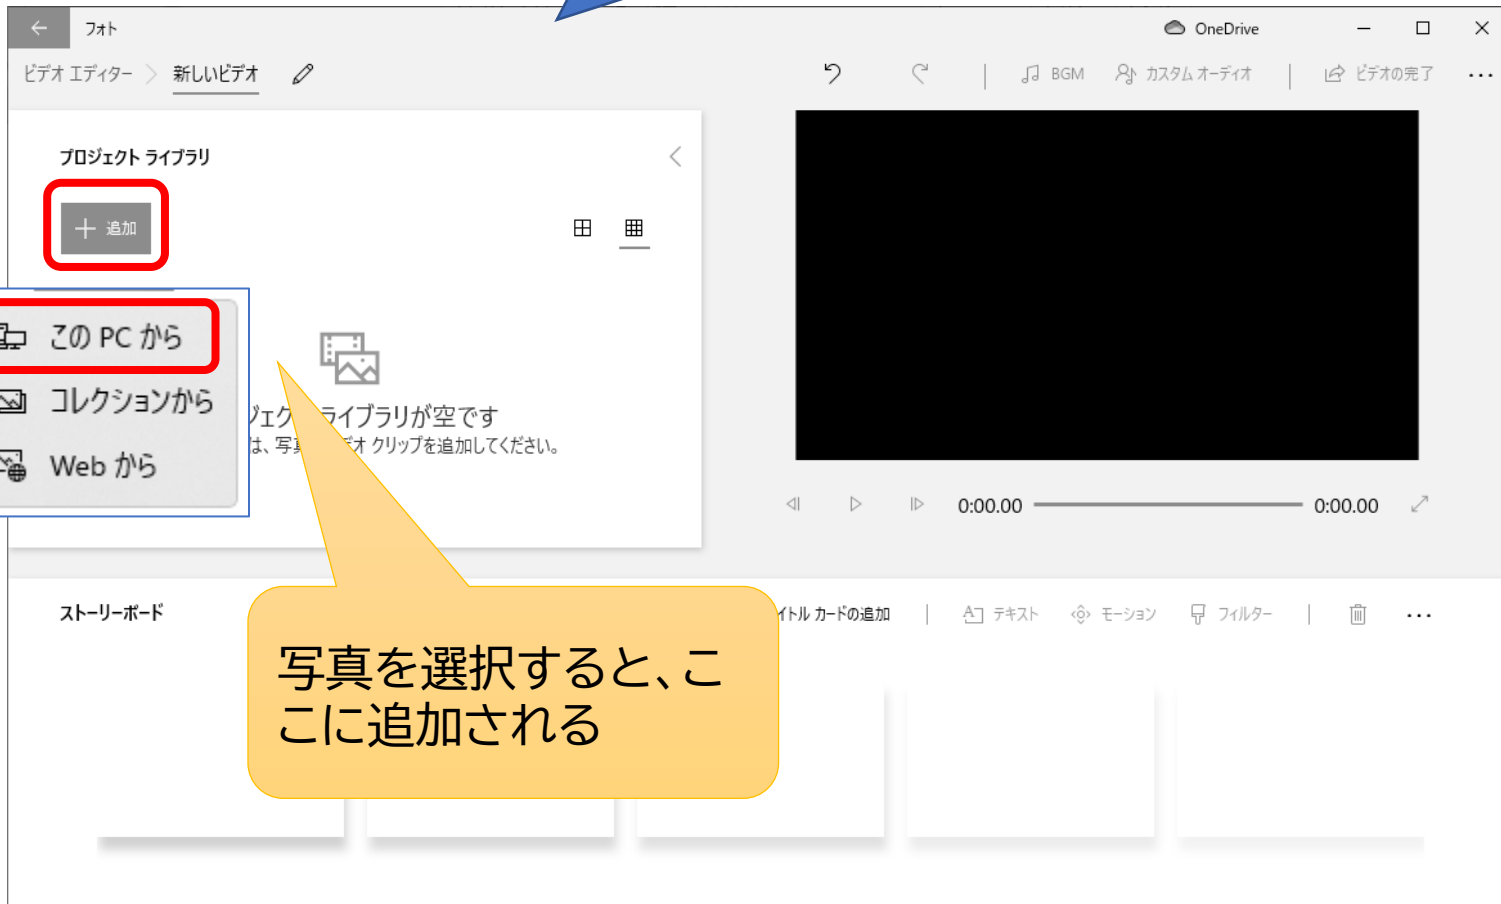 フォト
OneDrive
ビデオ エディター > 新しいビデオ
BGM
カスタム オーディオ
ビデオの完了
プロジェクト ライブラリ
追加
この PC から
コレクションから
Web から
ライブラリが空です
は、写
クリップを追加してください。
0:00.00
0:00.00
ストーリーボード
イトル カードの追加
テキスト
モーション
フィルター
写真を選択すると、こ
こに追加される